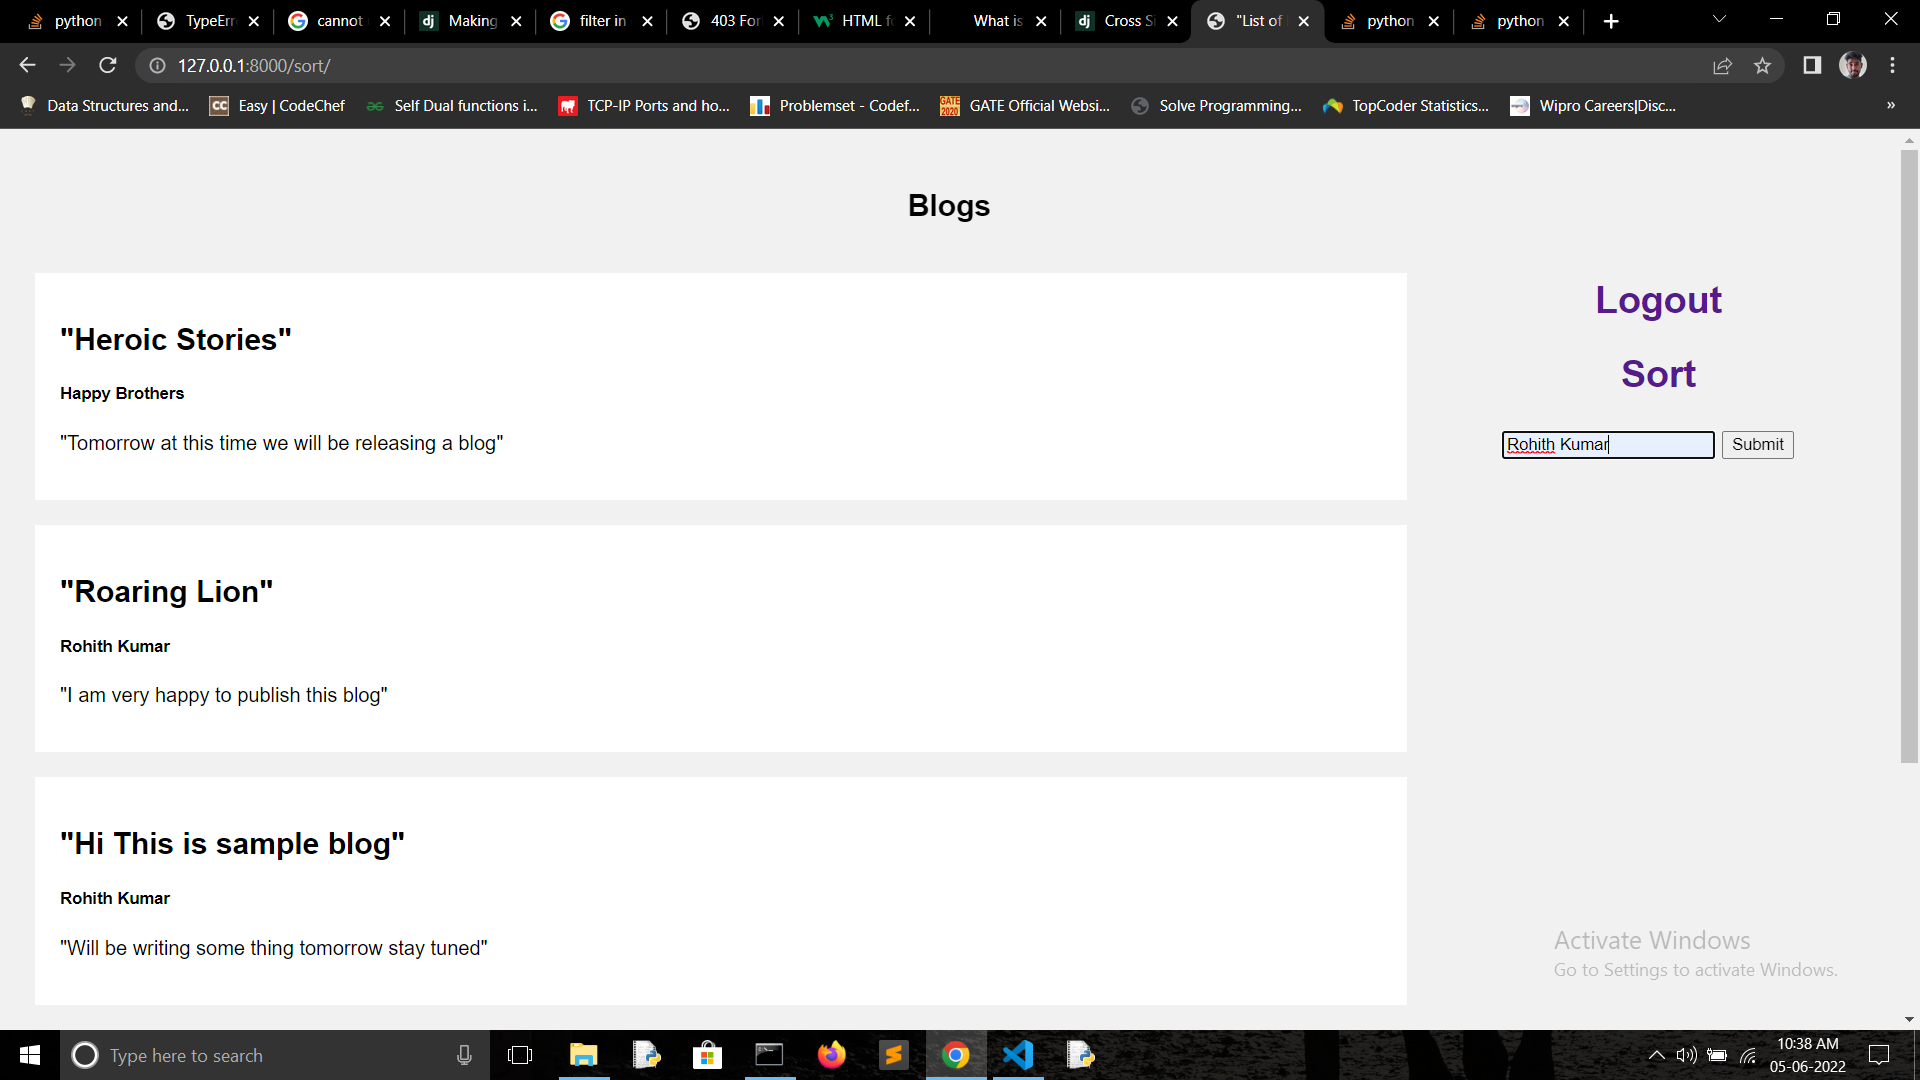 python
TypeErr
cannot
Making
filter in
403 For
HTML f
What is
Cross Si
"List of
python
python
127.0.0.1:8000/sort/
Data Structures and...
CC
Easy | CodeChef
Self Dual functions i...
TCP-IP Ports and ho...
Problemset - Codef...
GATE 2020
GATE Official Websi...
Solve Programming...
TopCoder Statistics...
Wipro Careers|Disc...
»
Blogs
"Heroic Stories"
Happy Brothers
"Tomorrow at this time we will be releasing a blog"
Logout
Sort
Rohith Kumar
Submit
"Roaring Lion"
Rohith Kumar
"I am very happy to publish this blog"
"Hi This is sample blog"
Rohith Kumar
"Will be writing some thing tomorrow stay tuned"
Activate Windows
Go to Settings to activate Windows.
Type here to search
10:38 AM
05-06-2022